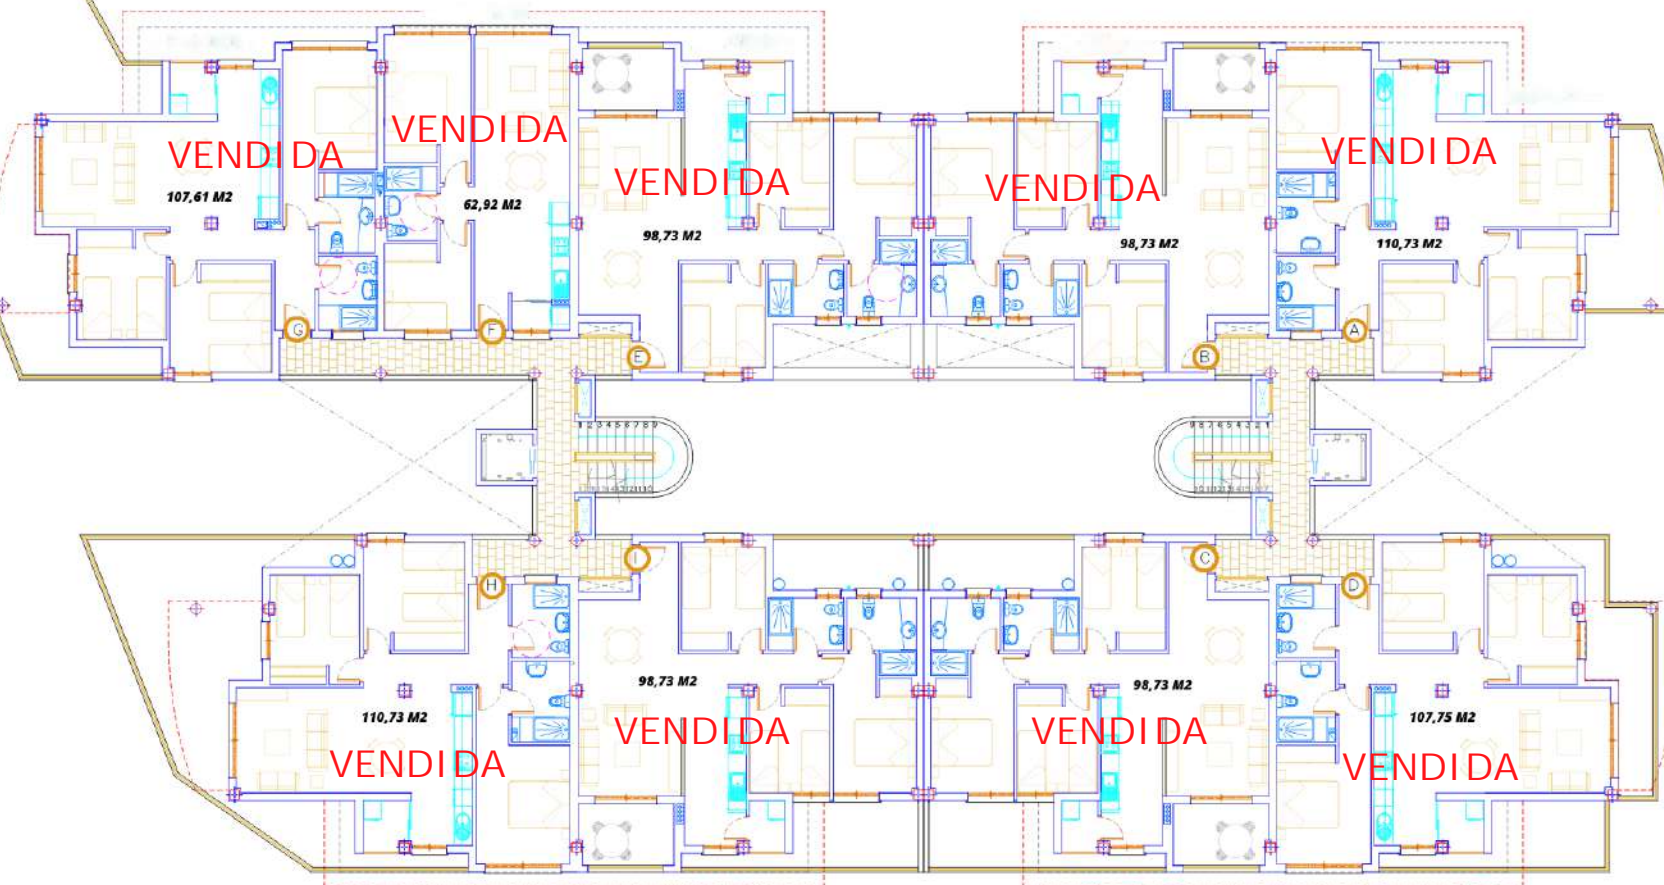 VENDIDA
107,61 M2
VENDIDA
62,92 M2
VENDIDA
98,73 M2
VENDIDA
98,73 M2
VENDIDA
110,73 M2
G
F
E
B
A
H
I
C
D
110,73 M2
VENDIDA
98,73 M2
VENDIDA
98,73 M2
VENDIDA
107,75 M2
VENDIDA